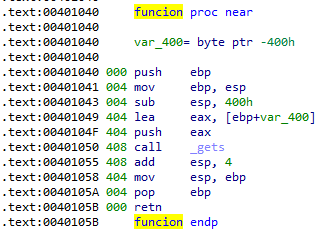 .text:00401040 funcion proc near
.text:00401040
.text:00401040 var_400= byte ptr -400h
.text:00401040
.text:00401040 000 push ebp
.text:00401041 004 mov ebp, esp
.text:00401043 004 sub esp, 400h
.text:00401049 404 lea eax, [ebp+var_400]
.text:0040104F 404 push eax
.text:00401050 408 call _gets
.text:00401055 408 add esp, 4
.text:00401058 404 mov esp, ebp
.text:0040105A 004 pop ebp
.text:0040105B 000 retn
.text:0040105B funcion endp